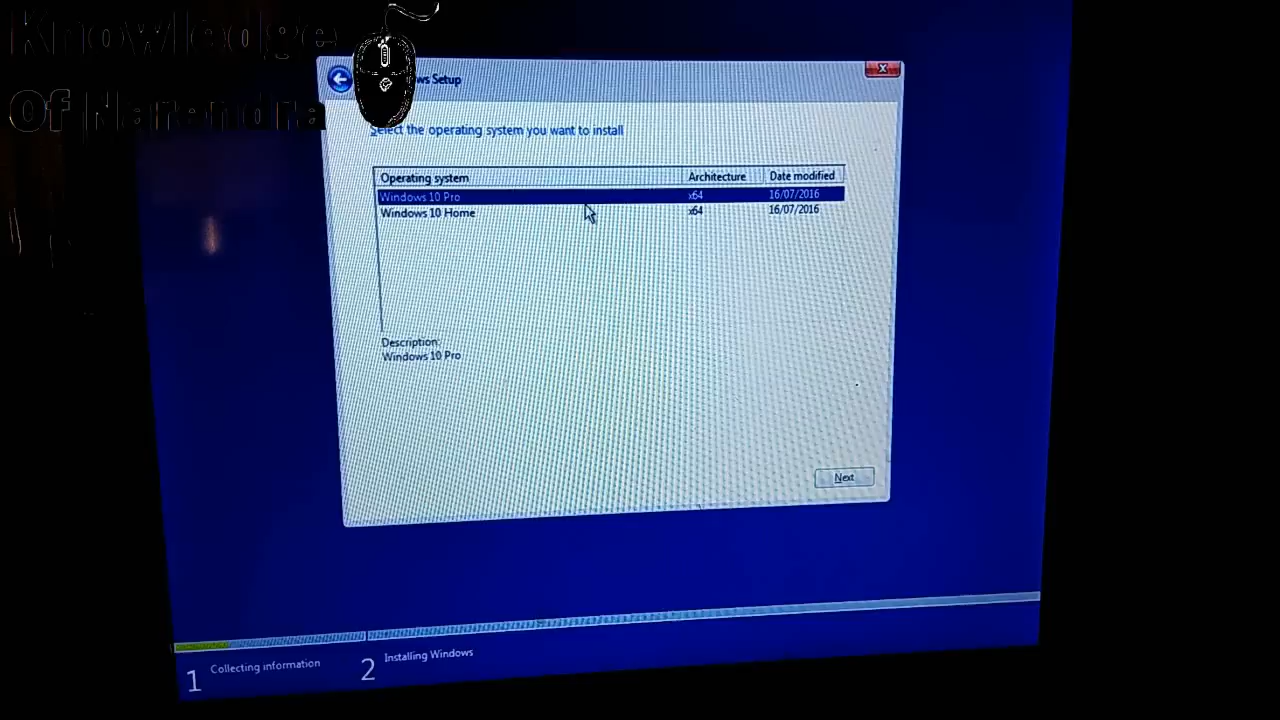 Knowledge
Of Narendra
Windows Setup
Select the operating system you want to install
Operating system Architecture Date modified
Windows 10 Pro x64 16/07/2016
Windows 10 Home x64 16/07/2016
Description:
Windows 10 Pro
Next
1 Collecting information
2 Installing Windows